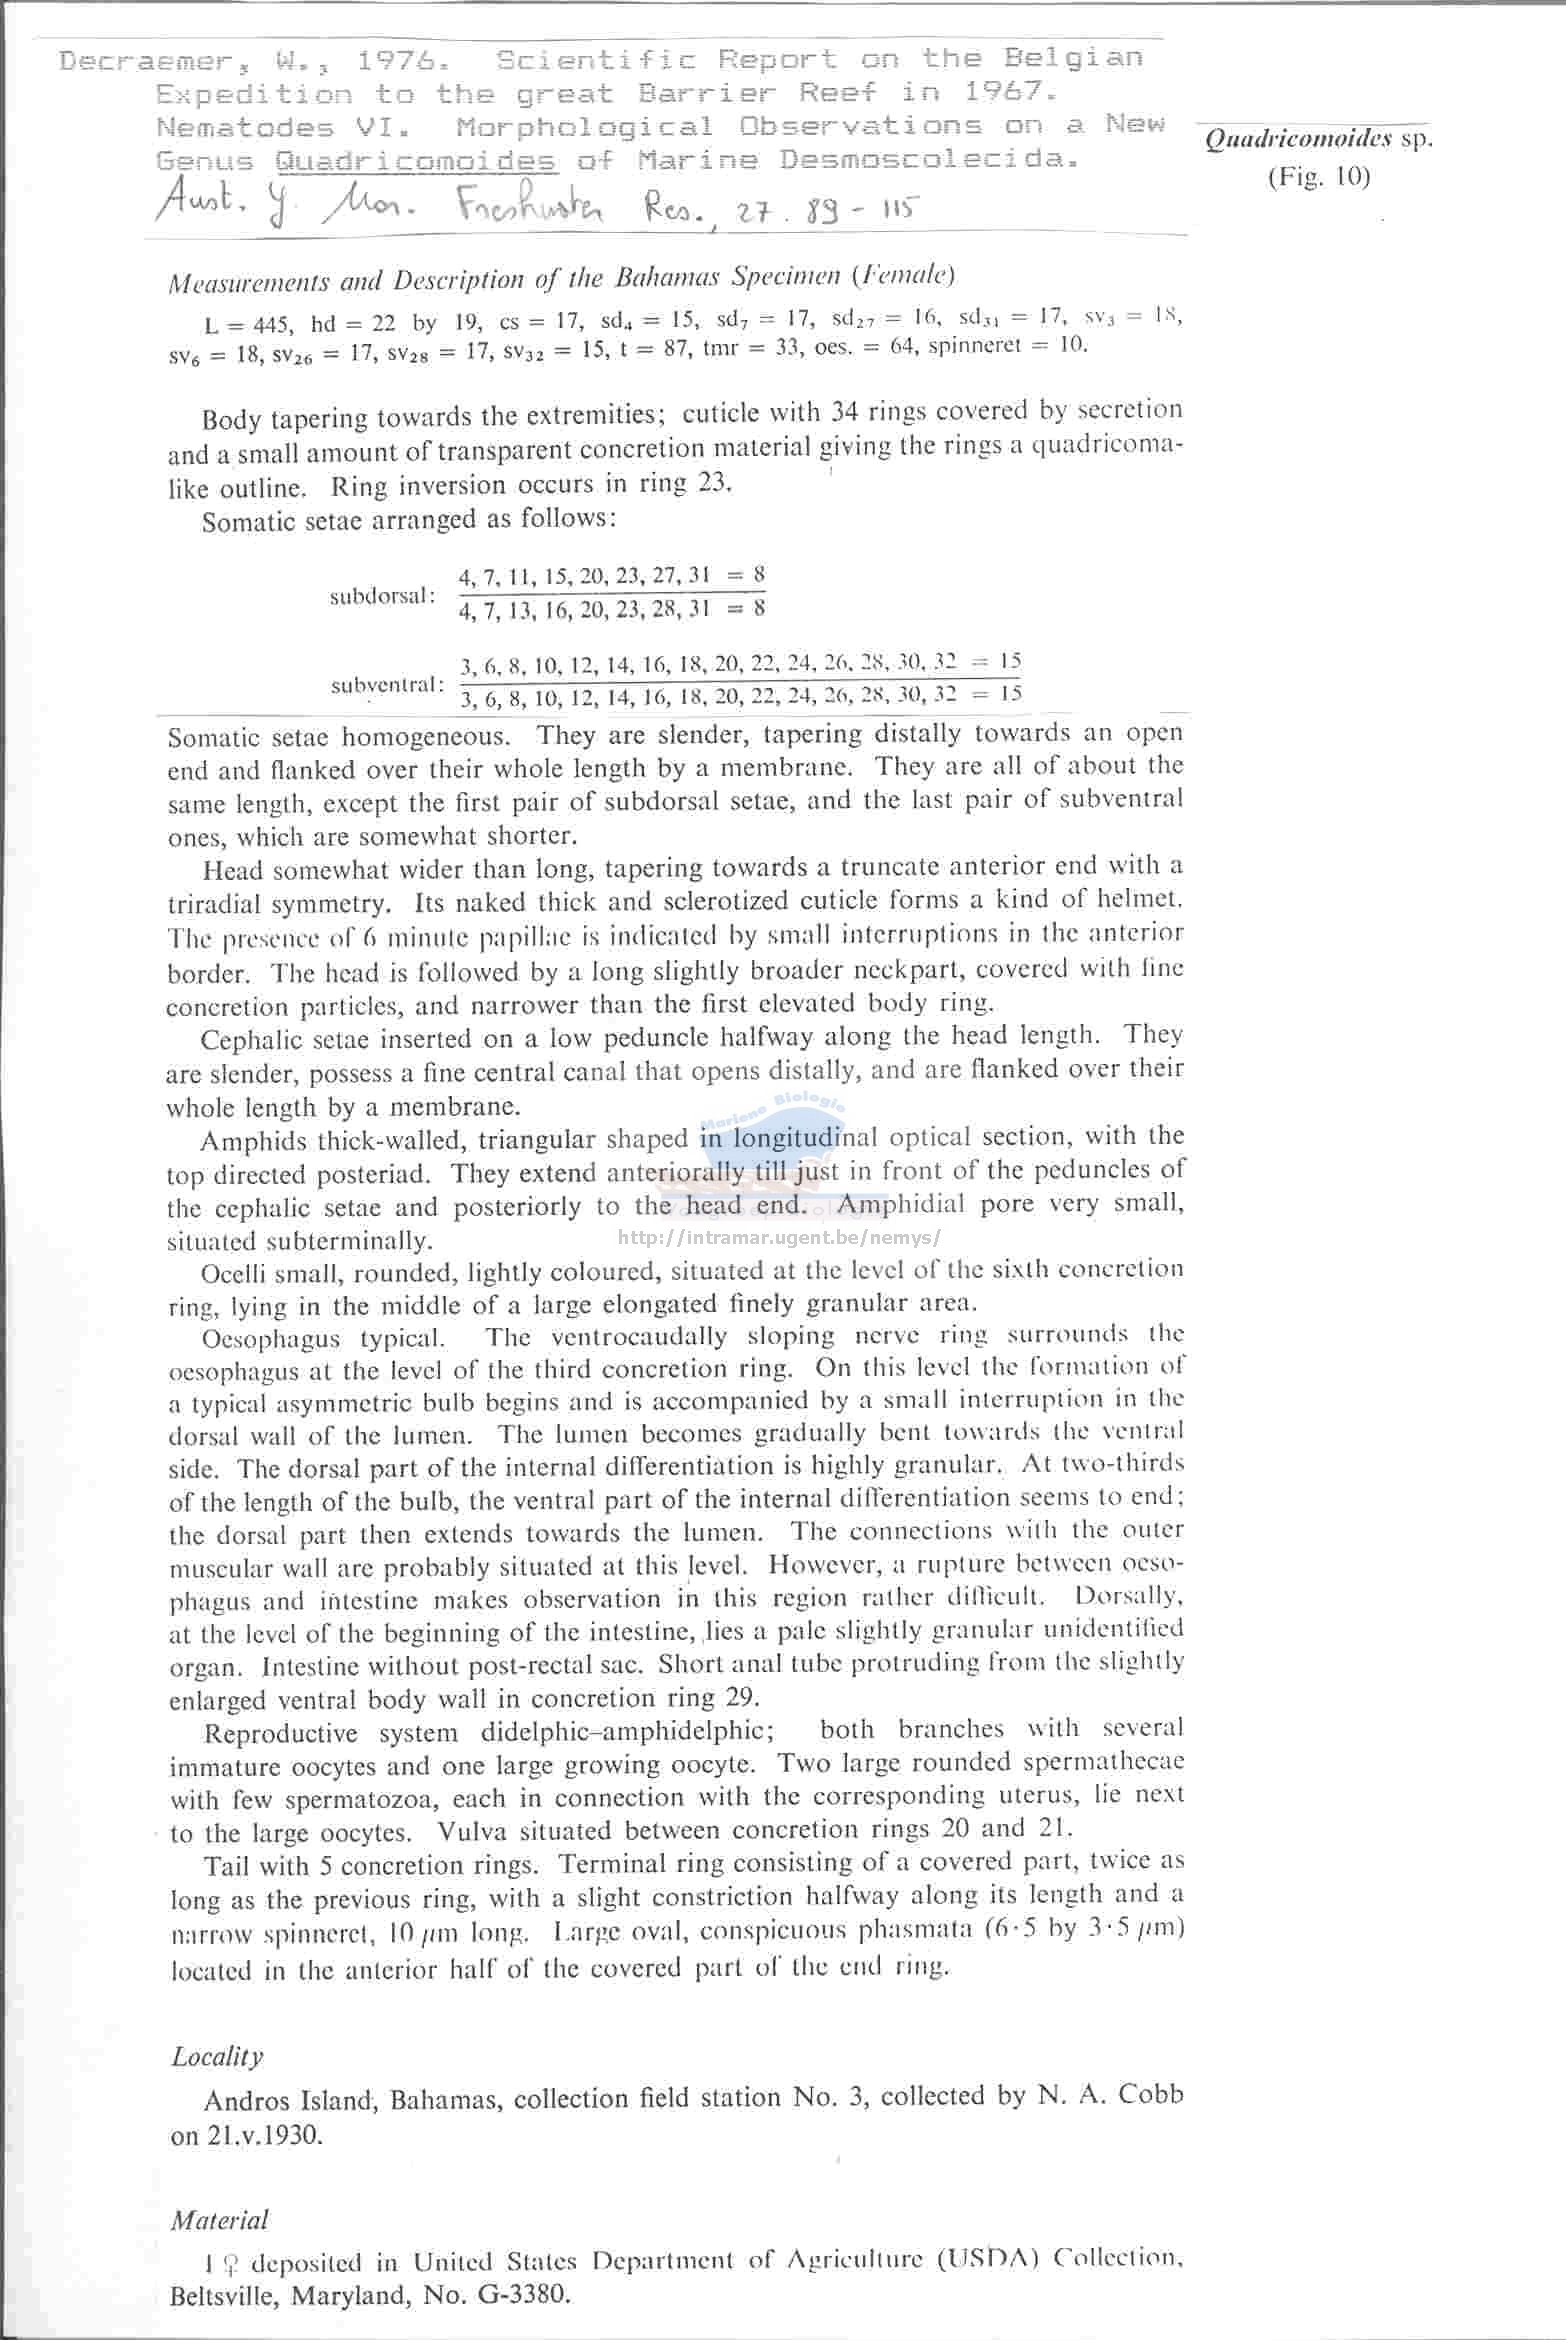 Decraemer, W., 1976. Scientific Report on the Belgian
Expedition to the great Barrier Reef in 1967.
Nematodes VI. Morphological Observations on a New
Genus Quadricomoides of Marine Desmoscolecida.
Aust. J. Mar. Freshwater Res., 27. 89 - 115
Quadricomoides sp.
(Fig. 10)
Measurements and Description of the Bahamas Specimen (Female)
L = 445, hd = 22 by 19, cs = 17, sd₄ = 15, sd₇ = 17, sd₂₇ = 16, sd₃₁ = 17, sv₃ = 18,
sv₆ = 18, sv₂₆ = 17, sv₂₈ = 17, sv₃₂ = 15, t = 87, tmr = 33, oes. = 64, spinneret = 10.
Body tapering towards the extremities; cuticle with 34 rings covered by secretion
and a small amount of transparent concretion material giving the rings a quadricoma-
like outline. Ring inversion occurs in ring 23.
Somatic setae arranged as follows:
subdorsal:
4, 7, 11, 15, 20, 23, 27, 31 = 8
4, 7, 13, 16, 20, 23, 28, 31 = 8
subventral:
3, 6, 8, 10, 12, 14, 16, 18, 20, 22, 24, 26, 28, 30, 32 = 15
3, 6, 8, 10, 12, 14, 16, 18, 20, 22, 24, 26, 28, 30, 32 = 15
Somatic setae homogeneous. They are slender, tapering distally towards an open
end and flanked over their whole length by a membrane. They are all of about the
same length, except the first pair of subdorsal setae, and the last pair of subventral
ones, which are somewhat shorter.
Head somewhat wider than long, tapering towards a truncate anterior end with a
triradial symmetry. Its naked thick and sclerotized cuticle forms a kind of helmet.
The presence of 6 minute papillae is indicated by small interruptions in the anterior
border. The head is followed by a long slightly broader neckpart, covered with fine
concretion particles, and narrower than the first elevated body ring.
Cephalic setae inserted on a low peduncle halfway along the head length. They
are slender, possess a fine central canal that opens distally, and are flanked over their
whole length by a membrane.
Amphids thick-walled, triangular shaped in longitudinal optical section, with the
top directed posteriad. They extend anteriorally till just in front of the peduncles of
the cephalic setae and posteriorly to the head end. Amphidial pore very small,
situated subterminally.
Mariene Biologie
http://intramar.ugent.be/nemys/
Ocelli small, rounded, lightly coloured, situated at the level of the sixth concretion
ring, lying in the middle of a large elongated finely granular area.
Oesophagus typical. The ventrocaudally sloping nerve ring surrounds the
oesophagus at the level of the third concretion ring. On this level the formation of
a typical asymmetric bulb begins and is accompanied by a small interruption in the
dorsal wall of the lumen. The lumen becomes gradually bent towards the ventral
side. The dorsal part of the internal differentiation is highly granular. At two-thirds
of the length of the bulb, the ventral part of the internal differentiation seems to end;
the dorsal part then extends towards the lumen. The connections with the outer
muscular wall are probably situated at this level. However, a rupture between oeso-
phagus and intestine makes observation in this region rather difficult. Dorsally,
at the level of the beginning of the intestine, lies a pale slightly granular unidentified
organ. Intestine without post-rectal sac. Short anal tube protruding from the slightly
enlarged ventral body wall in concretion ring 29.
Reproductive system didelphic–amphidelphic; both branches with several
immature oocytes and one large growing oocyte. Two large rounded spermathecae
with few spermatozoa, each in connection with the corresponding uterus, lie next
to the large oocytes. Vulva situated between concretion rings 20 and 21.
Tail with 5 concretion rings. Terminal ring consisting of a covered part, twice as
long as the previous ring, with a slight constriction halfway along its length and a
narrow spinneret, 10 μm long. Large oval, conspicuous phasmata (6·5 by 3·5 μm)
located in the anterior half of the covered part of the end ring.
Locality
Andros Island, Bahamas, collection field station No. 3, collected by N. A. Cobb
on 21.v.1930.
Material
1 ♀ deposited in United States Department of Agriculture (USDA) Collection,
Beltsville, Maryland, No. G-3380.